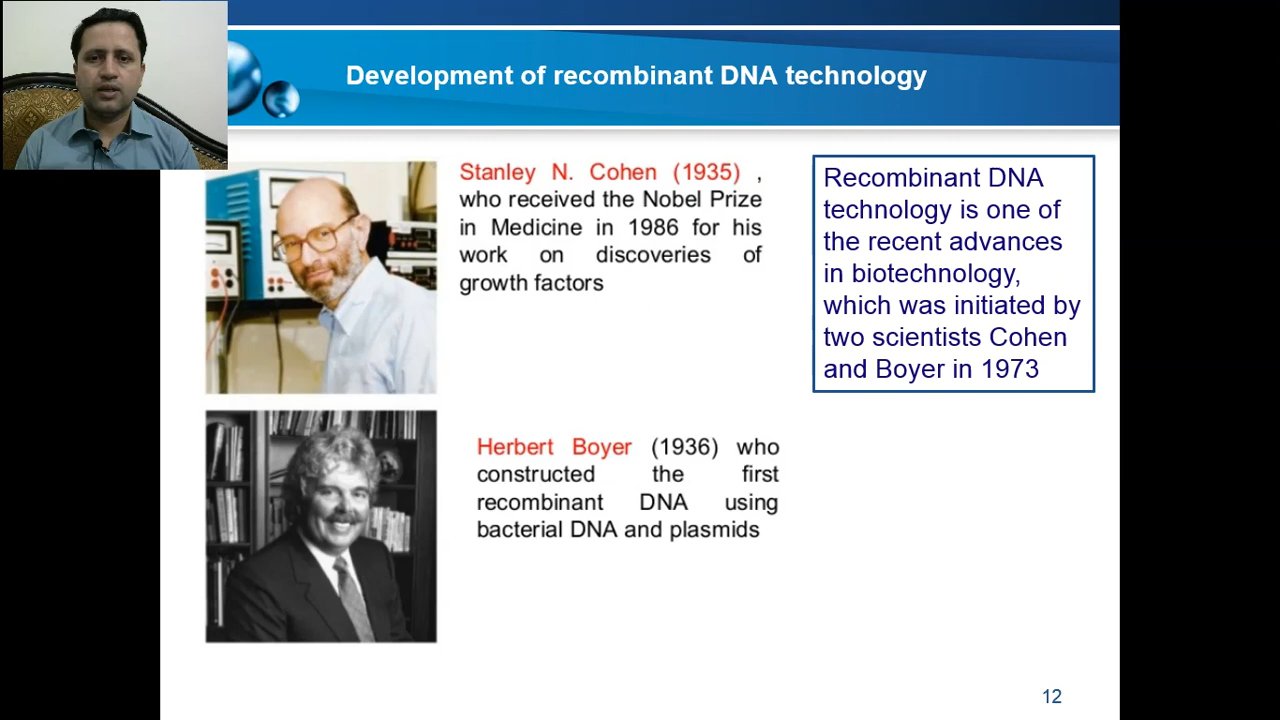 Development of recombinant DNA technology
Stanley N. Cohen (1935) ,
who received the Nobel Prize
in Medicine in 1986 for his
work on discoveries of
growth factors
Recombinant DNA
technology is one of
the recent advances
in biotechnology,
which was initiated by
two scientists Cohen
and Boyer in 1973
Herbert Boyer (1936) who
constructed the first
recombinant DNA using
bacterial DNA and plasmids
12